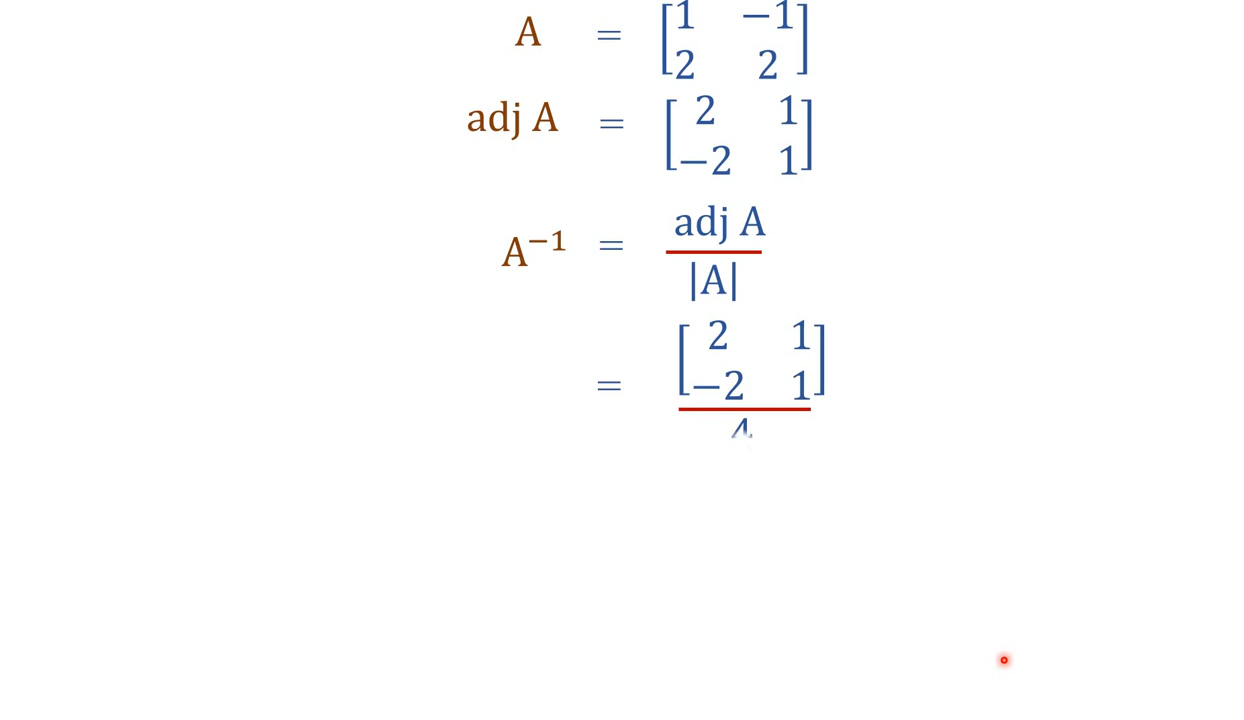 A = [1 −1
2 2]
adj A = [2 1
−2 1]
A⁻¹ = adj A
|A|
= [2 1
−2 1]
4